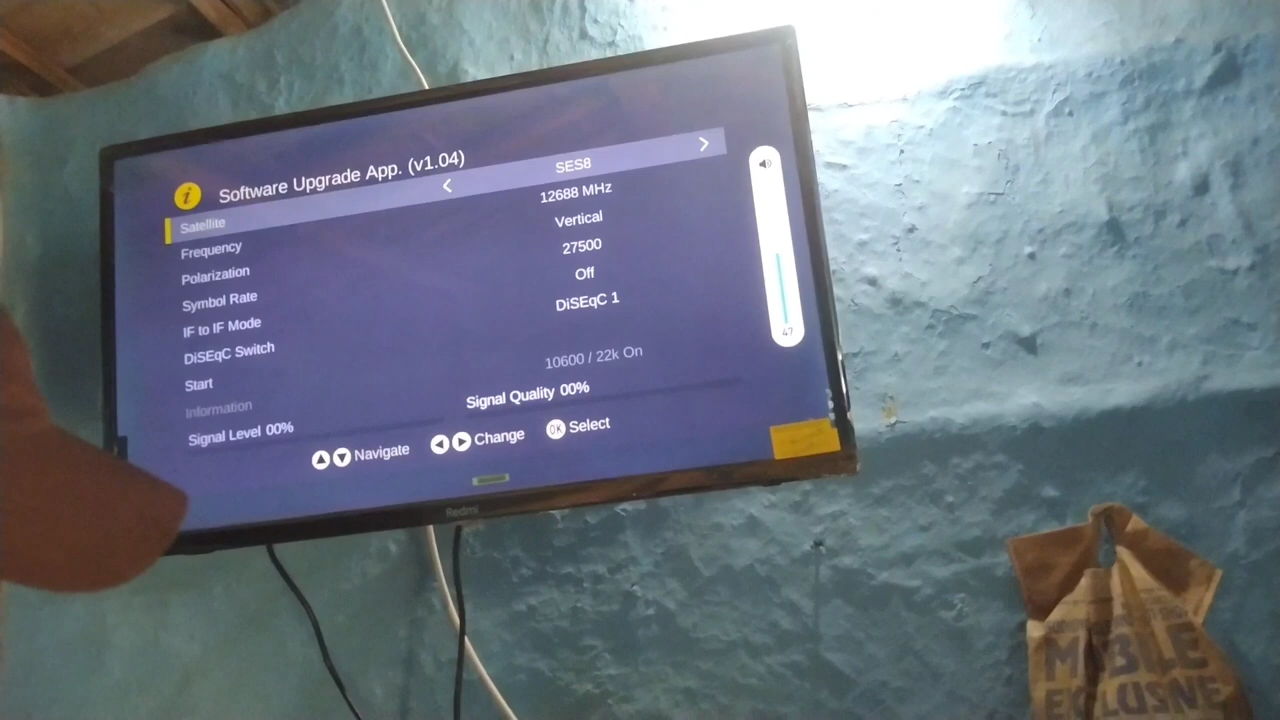 Software Upgrade App. (v1.04)
Satellite SES8
Frequency 12688 MHz
Polarization Vertical
Symbol Rate 27500
IF to IF Mode Off
DiSEqC Switch DiSEqC 1
Start
Information 10600 / 22k On
Signal Level 00% Signal Quality 00%
Navigate Change OK Select
47
Redmi
MOBILE
EXCLUSIVE